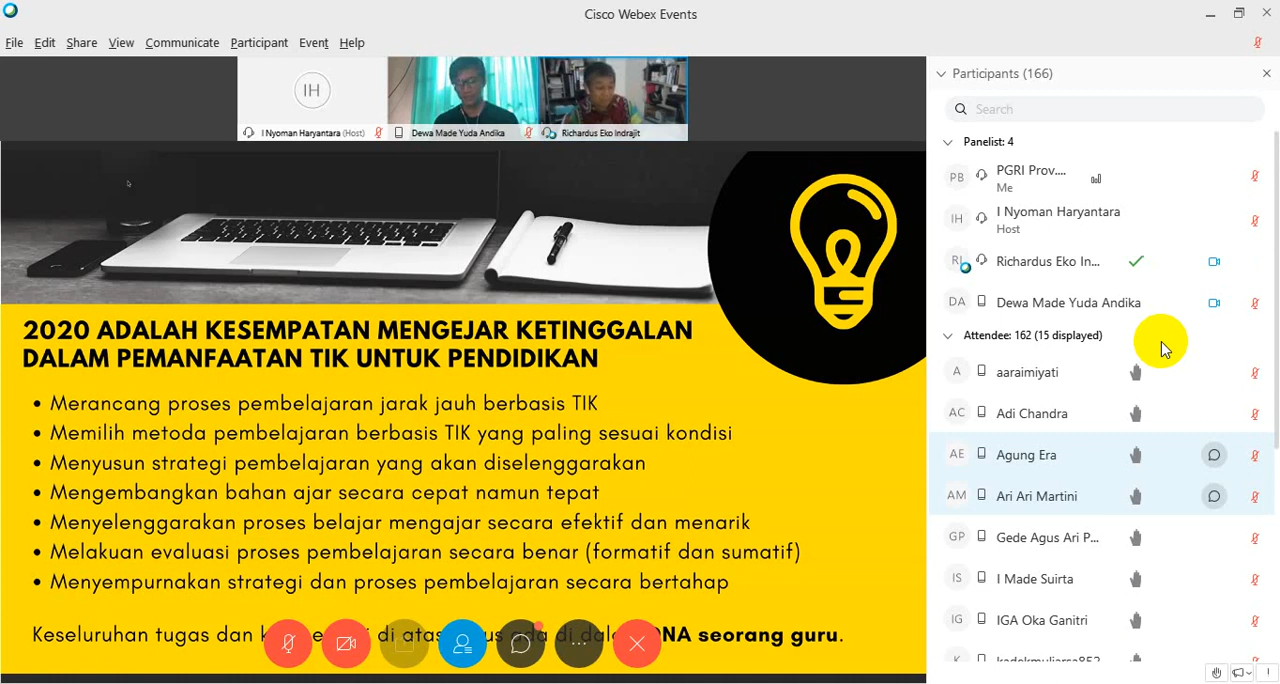 Cisco Webex Events
File Edit Share View Communicate Participant Event Help
IH
I Nyoman Haryantara (Host)
Dewa Made Yuda Andika
Richardus Eko Indrajit
2020 ADALAH KESEMPATAN MENGEJAR KETINGGALAN
DALAM PEMANFAATAN TIK UNTUK PENDIDIKAN
• Merancang proses pembelajaran jarak jauh berbasis TIK
• Memilih metoda pembelajaran berbasis TIK yang paling sesuai kondisi
• Menyusun strategi pembelajaran yang akan diselenggarakan
• Mengembangkan bahan ajar secara cepat namun tepat
• Menyelenggarakan proses belajar mengajar secara efektif dan menarik
• Melakuan evaluasi proses pembelajaran secara benar (formatif dan sumatif)
• Menyempurnakan strategi dan proses pembelajaran secara bertahap
Keseluruhan tugas dan di atas di seorang guru.
Participants (166)
Search
Panelist: 4
PB PGRI Prov....
Me
IH I Nyoman Haryantara
Host
RI Richardus Eko In...
DA Dewa Made Yuda Andika
Attendee: 162 (15 displayed)
A aaraimiyati
AC Adi Chandra
AE Agung Era
AM Ari Ari Martini
GP Gede Agus Ari P...
IS I Made Suirta
IG IGA Oka Ganitri